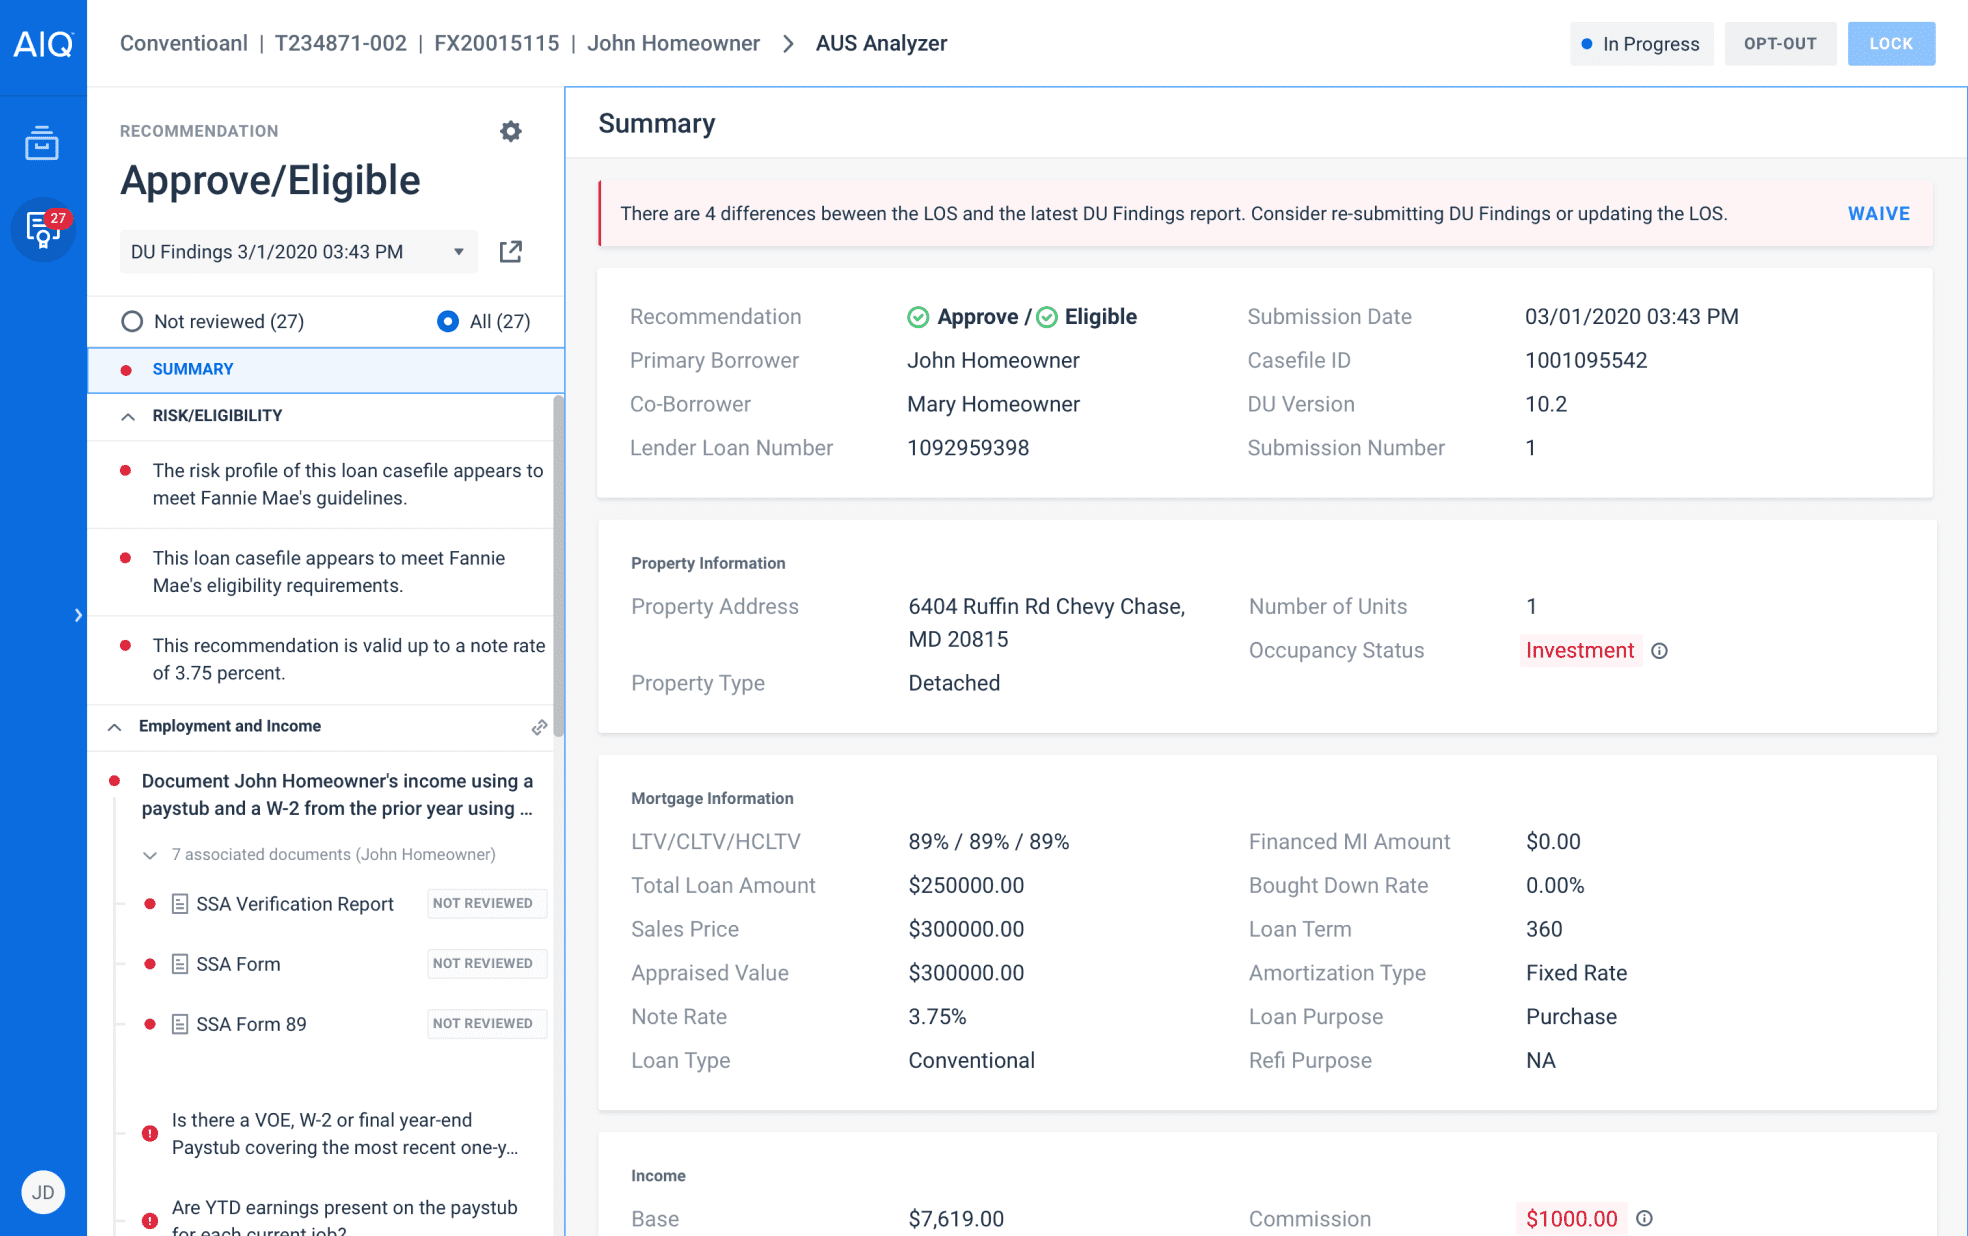 AIQ
Conventioanl | T234871-002 | FX20015115 | John Homeowner > AUS Analyzer
In Progress
OPT-OUT
LOCK
27
JD
RECOMMENDATION
Approve/Eligible
DU Findings 3/1/2020 03:43 PM
Not reviewed (27)
All (27)
SUMMARY
RISK/ELIGIBILITY
The risk profile of this loan casefile appears to
meet Fannie Mae's guidelines.
This loan casefile appears to meet Fannie
Mae's eligibility requirements.
This recommendation is valid up to a note rate
of 3.75 percent.
Employment and Income
Document John Homeowner's income using a
paystub and a W-2 from the prior year using ...
7 associated documents (John Homeowner)
SSA Verification Report NOT REVIEWED
SSA Form NOT REVIEWED
SSA Form 89 NOT REVIEWED
Is there a VOE, W-2 or final year-end
Paystub covering the most recent one-y...
Are YTD earnings present on the paystub
for each current job?
Summary
There are 4 differences beween the LOS and the latest DU Findings report. Consider re-submitting DU Findings or updating the LOS.
WAIVE
Recommendation Approve / Eligible Submission Date 03/01/2020 03:43 PM
Primary Borrower John Homeowner Casefile ID 1001095542
Co-Borrower Mary Homeowner DU Version 10.2
Lender Loan Number 1092959398 Submission Number 1
Property Information
Property Address 6404 Ruffin Rd Chevy Chase, Number of Units 1
MD 20815
Occupancy Status Investment
Property Type Detached
Mortgage Information
LTV/CLTV/HCLTV 89% / 89% / 89% Financed MI Amount $0.00
Total Loan Amount $250000.00 Bought Down Rate 0.00%
Sales Price $300000.00 Loan Term 360
Appraised Value $300000.00 Amortization Type Fixed Rate
Note Rate 3.75% Loan Purpose Purchase
Loan Type Conventional Refi Purpose NA
Income
Base $7,619.00 Commission $1000.00